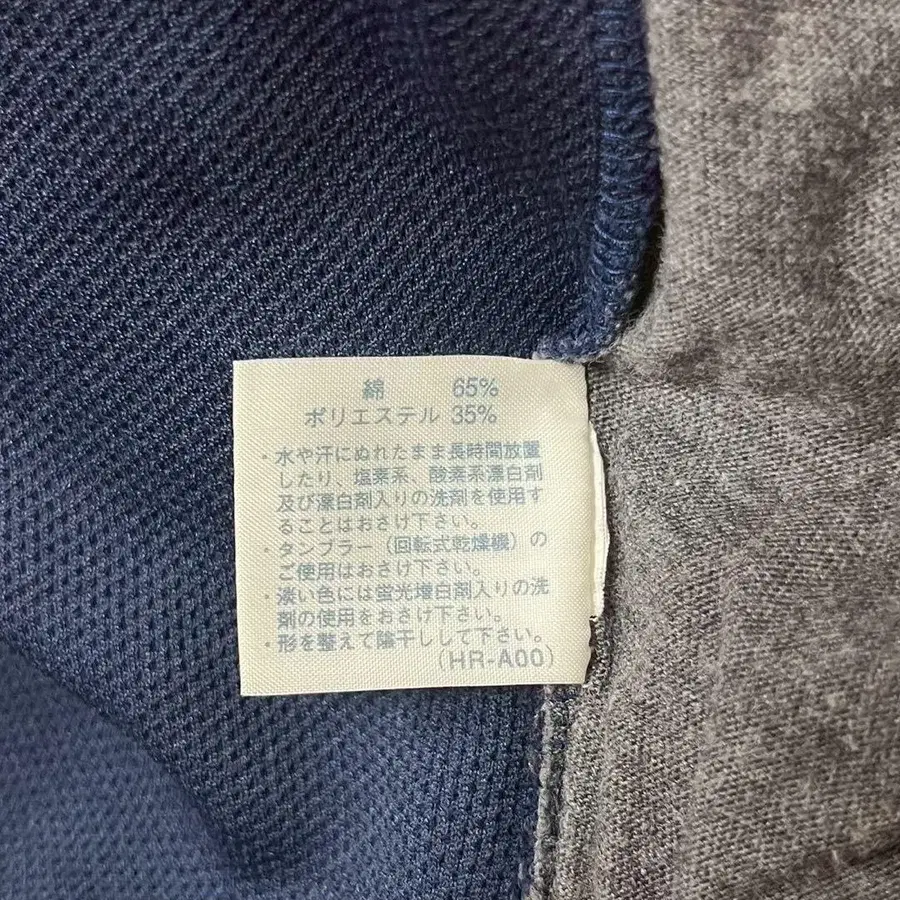 綿 65%
ポリエステル 35%
・水や汗にぬれたまま長時間放置
したり、塩素系、酸素系漂白剤
及び漂白剤入りの洗剤を使用す
ることはおさけ下さい。
・タンブラー（回転式乾燥機）の
ご使用はおさけ下さい。
・淡い色には蛍光増白剤入りの洗
剤の使用をおさけ下さい。
・形を整えて陰干しして下さい。
(HR-A00)